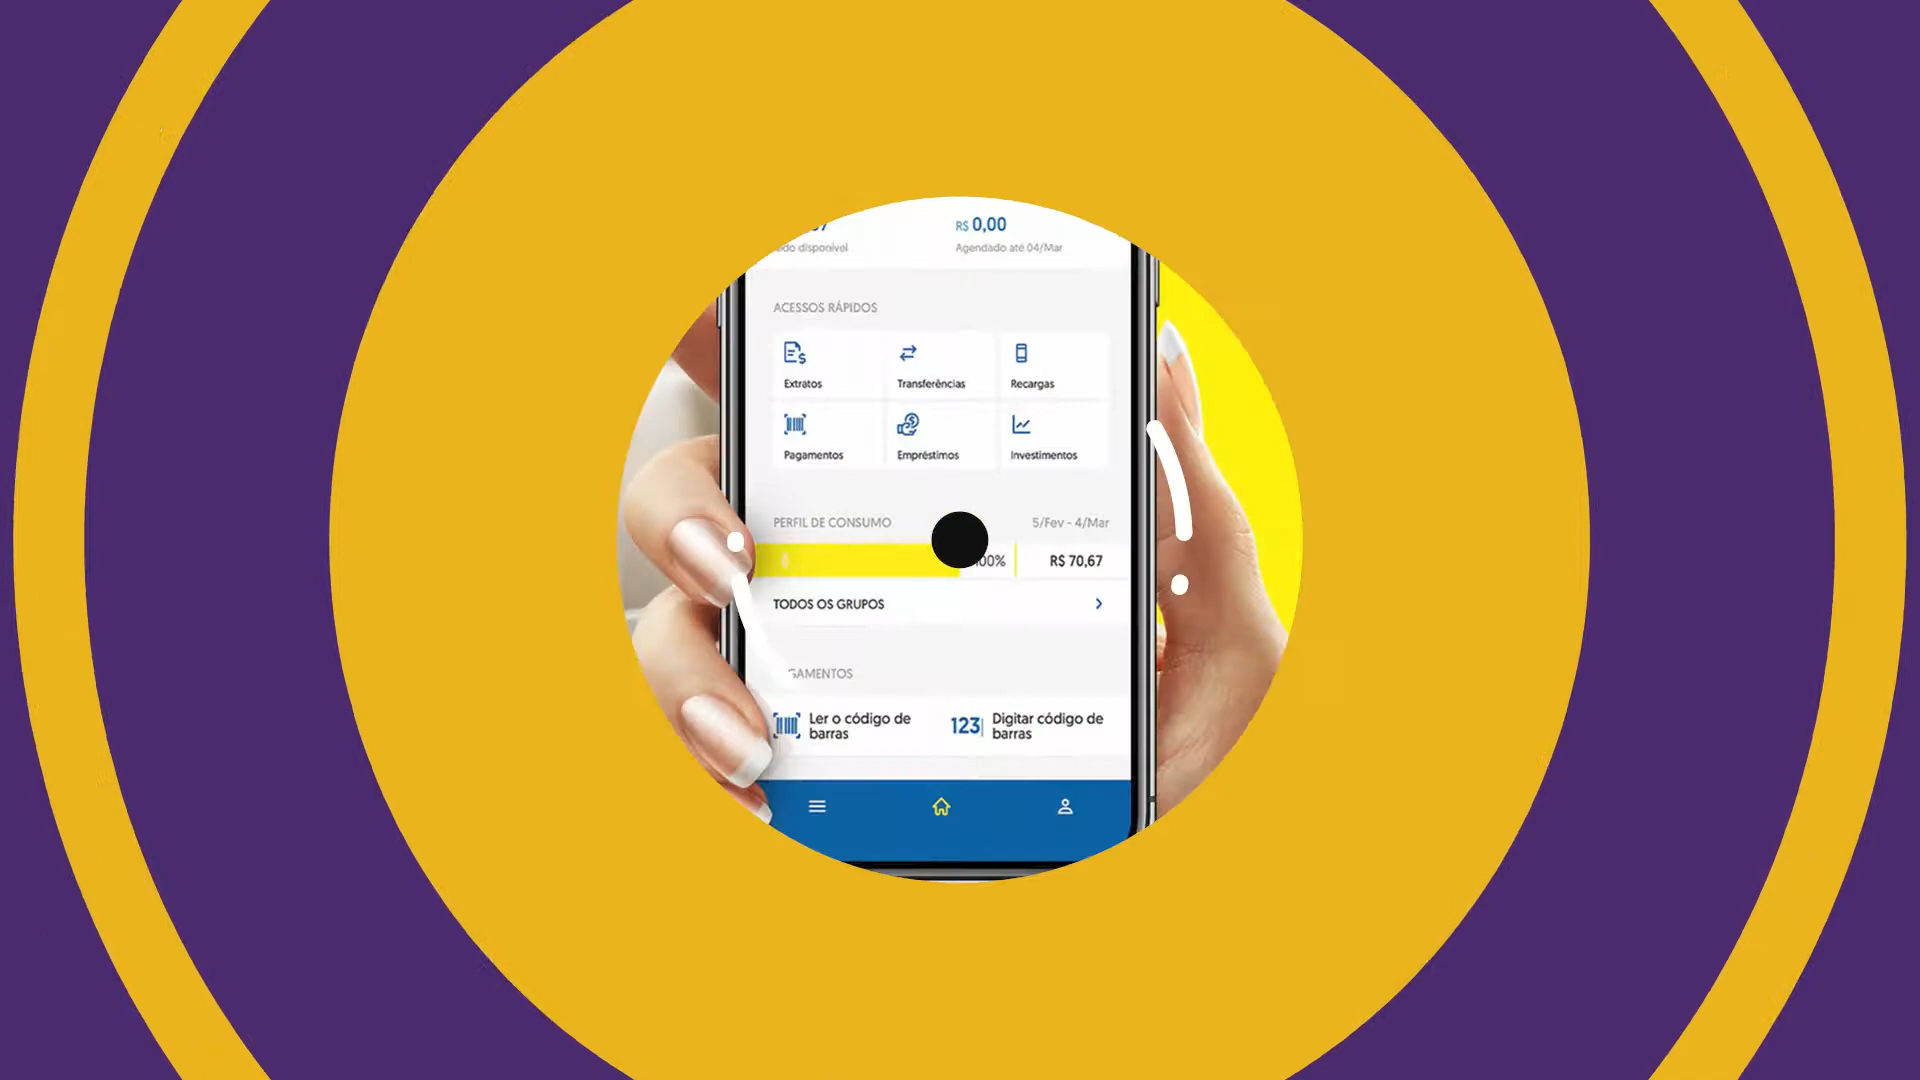 R$ 0,00
disponível
Agendado até 04/Mar
ACESSOS RÁPIDOS
Extratos
Transferências
Recargas
Pagamentos
Empréstimos
Investimentos
PERFIL DE CONSUMO
5/Fev - 4/Mar
R$ 70,67
TODOS OS GRUPOS
Ler o código de
barras
123
Digitar código de
barras